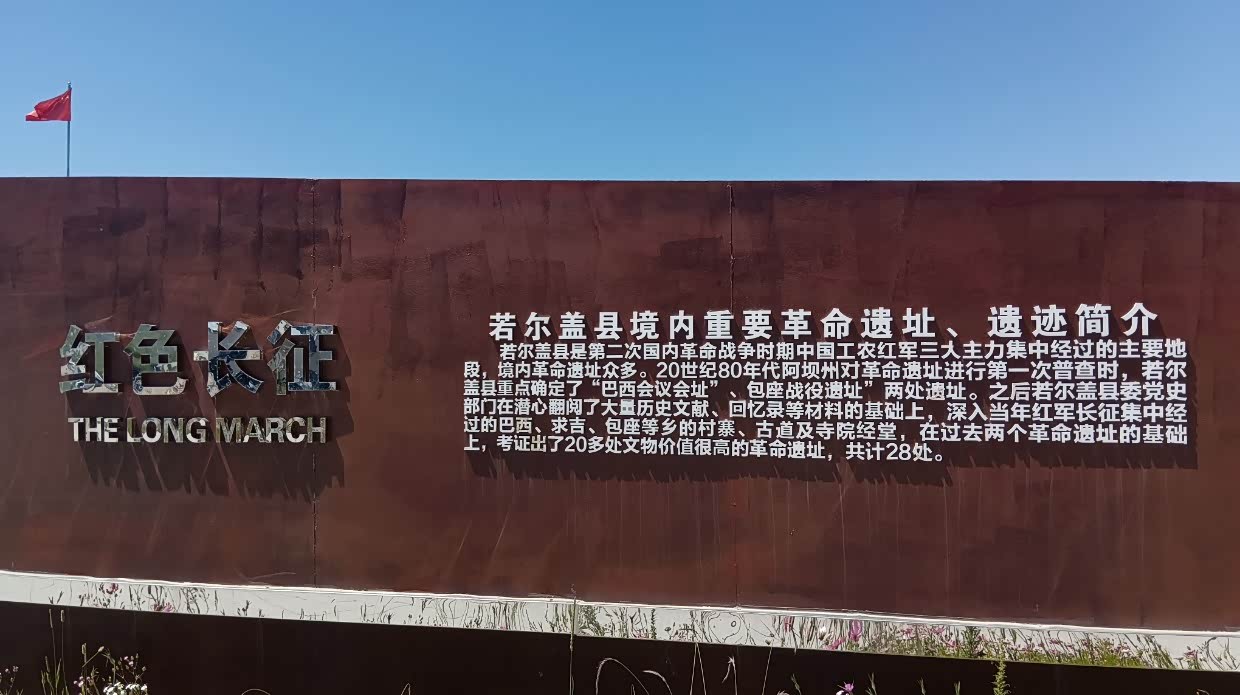 红色长征
THE LONG MARCH
若尔盖县境内重要革命遗址、遗迹简介
若尔盖县是第二次国内革命战争时期中国工农红军三大主力集中经过的主要地
段，境内革命遗址众多。20世纪80年代阿坝州对革命遗址进行第一次普查时，若尔
盖县重点确定了“巴西会议会址”、包座战役遗址”两处遗址。之后若尔盖县委党史
部门在潜心翻阅了大量历史文献、回忆录等材料的基础上，深入当年红军长征集中经
过的巴西、求吉、包座等乡的村寨、古道及寺院经堂，在过去两个革命遗址的基础
上，考证出了20多处文物价值很高的革命遗址，共计28处。